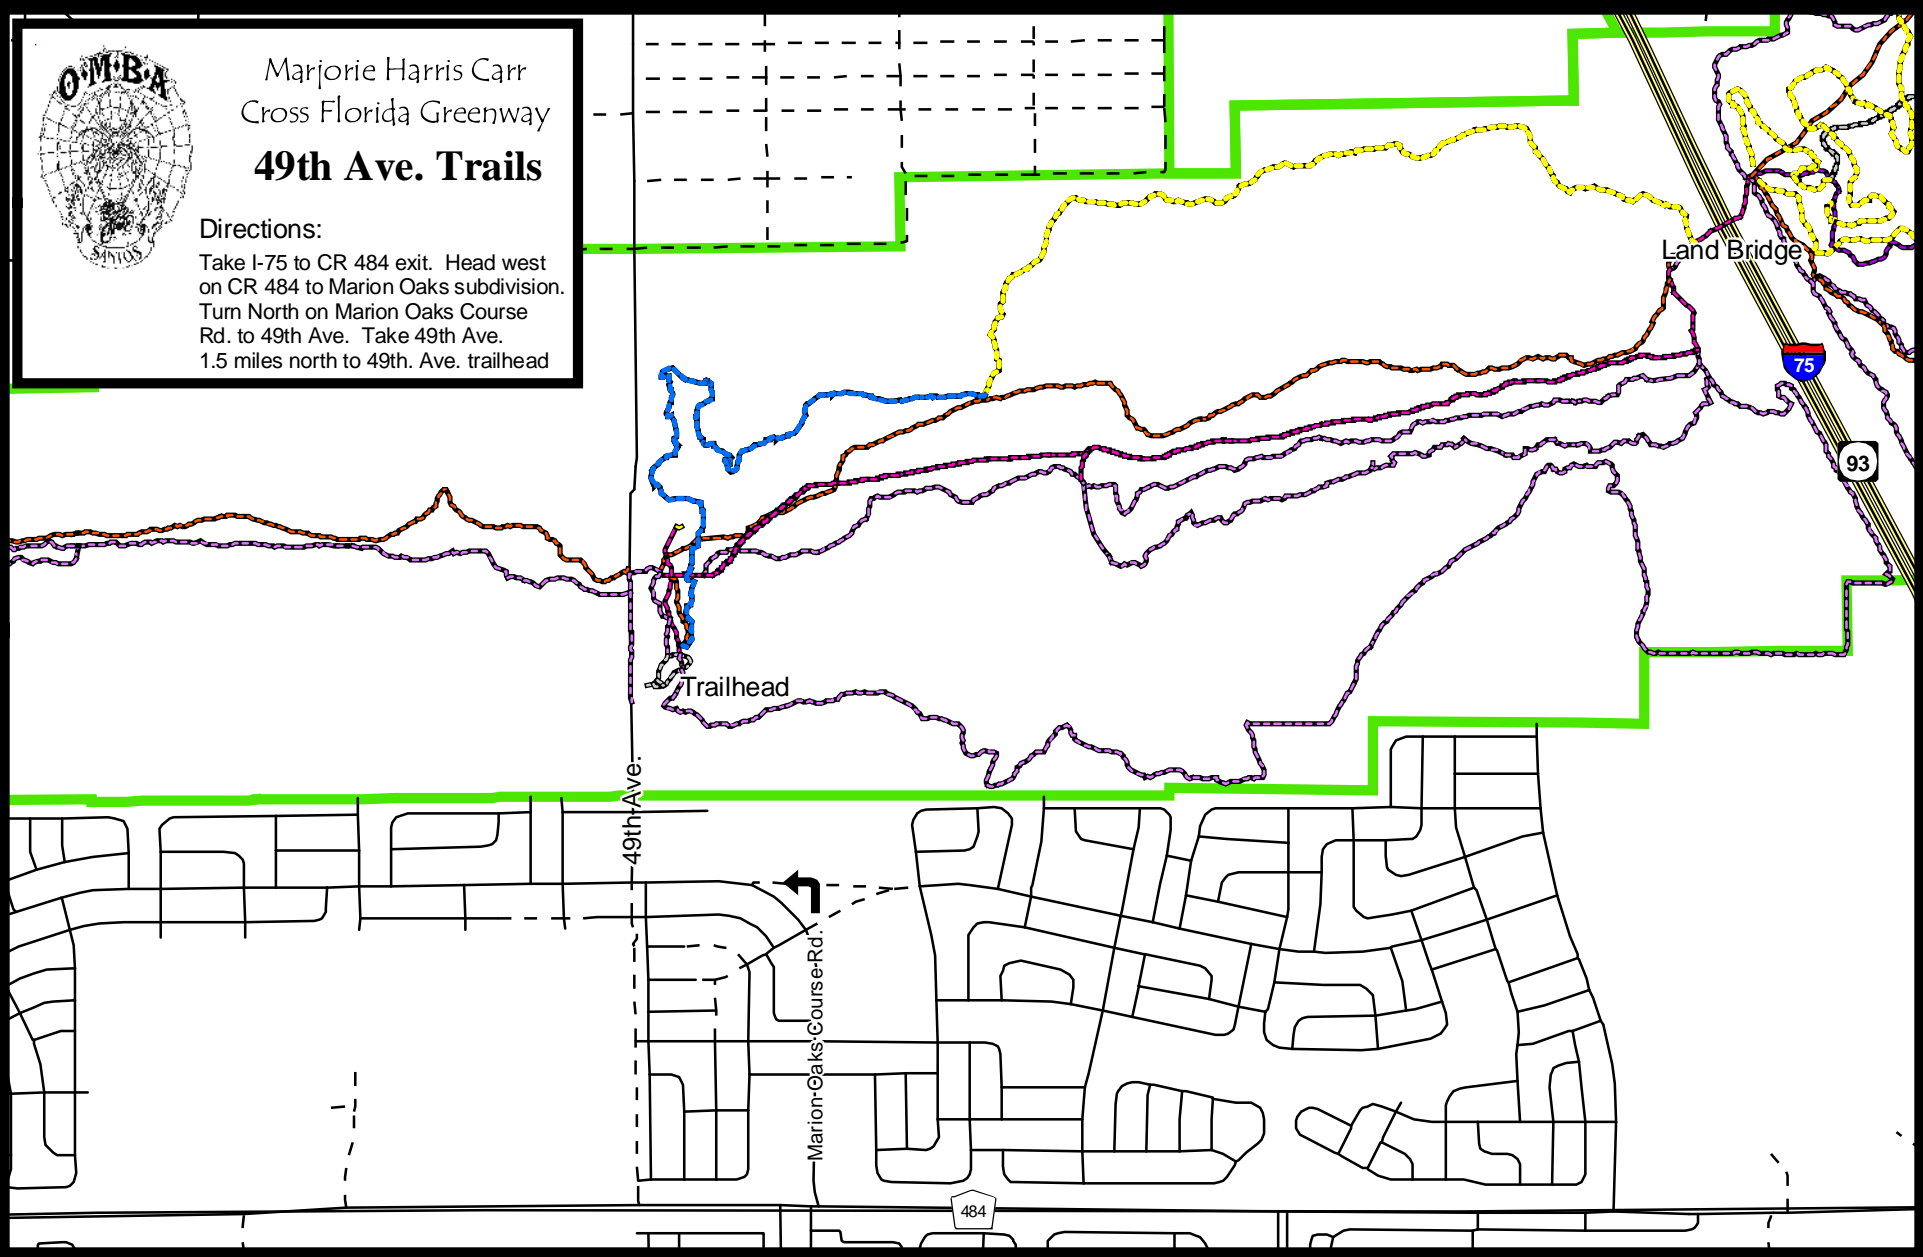 O·M·B·A
SANTOS
Marjorie Harris Carr
Cross Florida Greenway
49th Ave. Trails
Directions:
Take I-75 to CR 484 exit. Head west
on CR 484 to Marion Oaks subdivision.
Turn North on Marion Oaks Course
Rd. to 49th Ave. Take 49th Ave.
1.5 miles north to 49th. Ave. trailhead
Land Bridge
75
93
Trailhead
49th Ave.
Marion Oaks Course Rd.
484